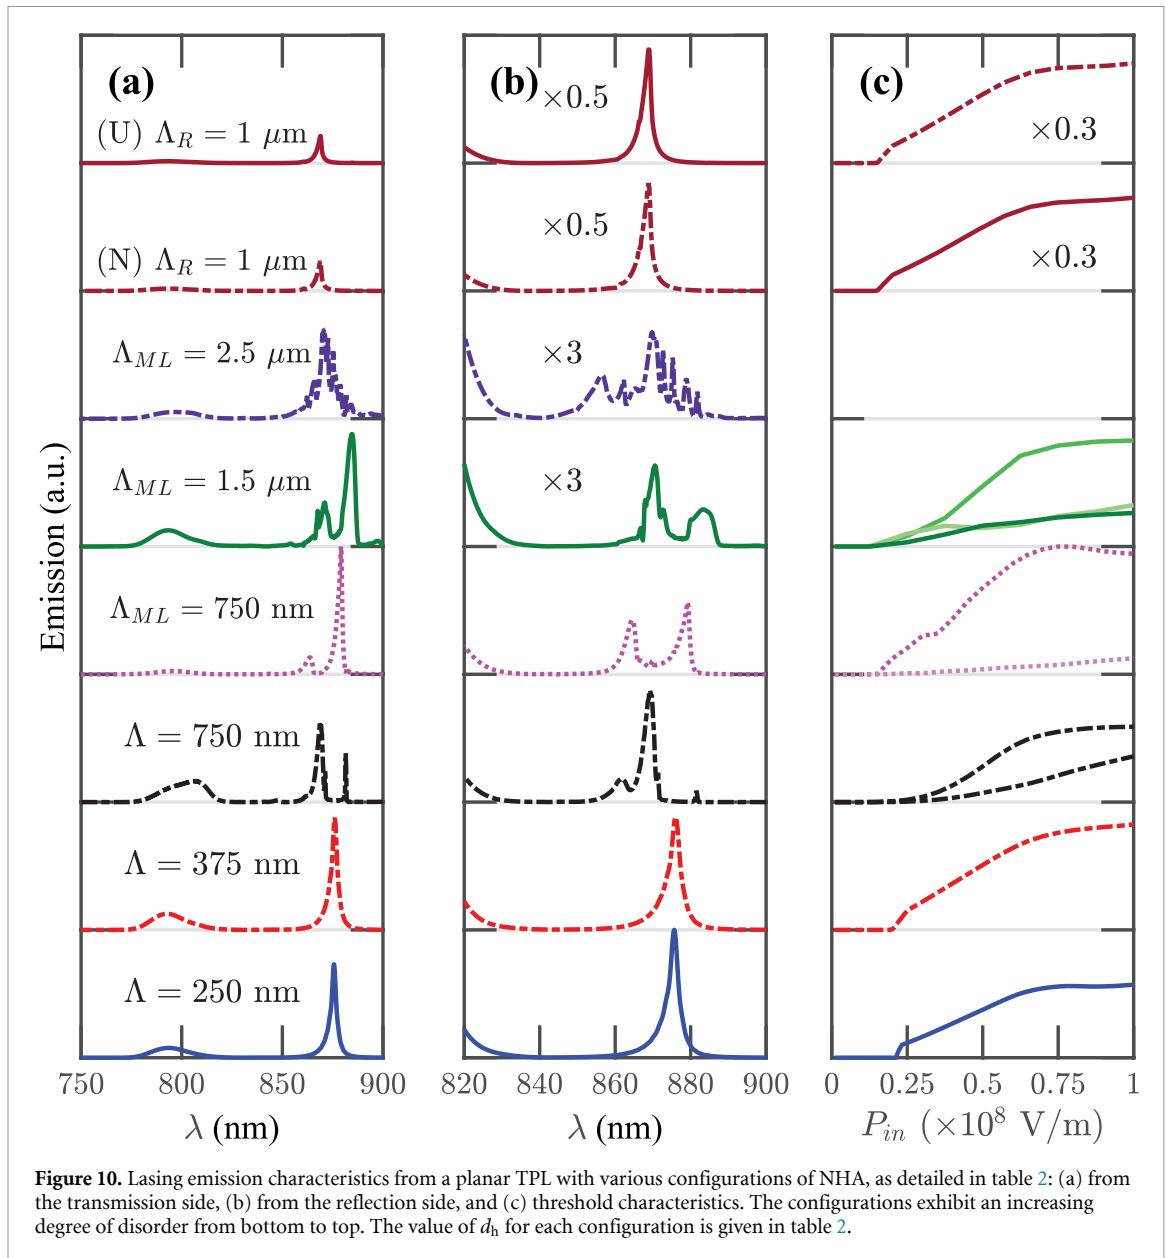 (a)
(b)
(c)
(U) Λ_R = 1 μm
×0.5
×0.3
(N) Λ_R = 1 μm
×0.5
×0.3
Λ_ML = 2.5 μm
×3
Λ_ML = 1.5 μm
×3
Λ_ML = 750 nm
Λ = 750 nm
Λ = 375 nm
Λ = 250 nm
Emission (a.u.)
750 800 850 900
820 840 860 880 900
0 0.25 0.5 0.75 1
λ (nm)
λ (nm)
P_in (×10⁸ V/m)
Figure 10. Lasing emission characteristics from a planar TPL with various configurations of NHA, as detailed in table 2: (a) from
the transmission side, (b) from the reflection side, and (c) threshold characteristics. The configurations exhibit an increasing
degree of disorder from bottom to top. The value of d_h for each configuration is given in table 2.